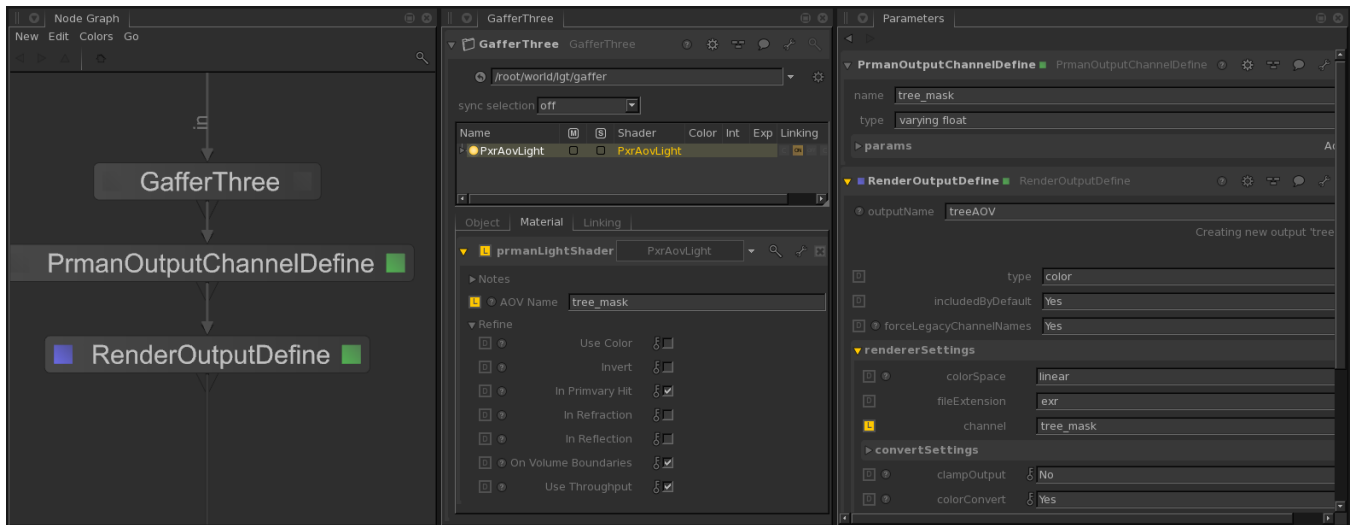 Node Graph
New Edit Colors Go
in
GafferThree
PrmanOutputChannelDefine
RenderOutputDefine
GafferThree
GafferThree GafferThree
/root/world/lgt/gaffer
sync selection off
Name M S Shader Color Int Exp Linking
PxrAovLight PxrAovLight ON
Object Material Linking
L prmanLightShader PxrAovLight
Notes
L AOV Name tree_mask
Refine
D Use Color
D Invert
D In Primvary Hit
D In Refraction
D In Reflection
D On Volume Boundaries
D Use Throughput
Parameters
PrmanOutputChannelDefine PrmanOutputChannelDefine
name tree_mask
type varying float
params
RenderOutputDefine RenderOutputDefine
outputName treeAOV
Creating new output 'tree
D type color
D includedByDefault Yes
D forceLegacyChannelNames Yes
rendererSettings
D colorSpace linear
D fileExtension exr
L channel tree_mask
convertSettings
D clampOutput No
D colorConvert Yes